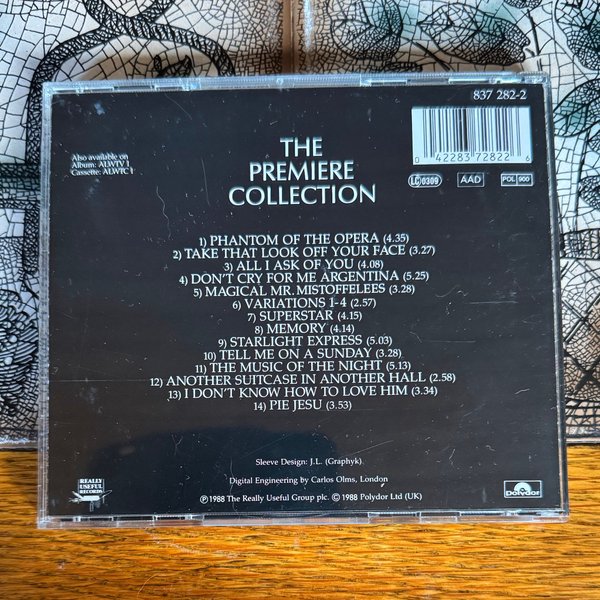 837 282-2
Also available on
Album: ALWTV 1
Cassette: ALWTC 1
0 42283 72822 6
LC 0309
AAD
POL 900
THE
PREMIERE
COLLECTION
1) PHANTOM OF THE OPERA (4.35)
2) TAKE THAT LOOK OFF YOUR FACE (3.27)
3) ALL I ASK OF YOU (4.08)
4) DON'T CRY FOR ME ARGENTINA (5.25)
5) MAGICAL MR. MISTOFFELEES (3.28)
6) VARIATIONS 1-4 (2.57)
7) SUPERSTAR (4.15)
8) MEMORY (4.14)
9) STARLIGHT EXPRESS (5.03)
10) TELL ME ON A SUNDAY (3.28)
11) THE MUSIC OF THE NIGHT (5.13)
12) ANOTHER SUITCASE IN ANOTHER HALL (2.58)
13) I DON'T KNOW HOW TO LOVE HIM (3.34)
14) PIE JESU (3.53)
Sleeve Design: J.L. (Graphyk).
Digital Engineering by Carlos Olms, London
℗ 1988 The Really Useful Group plc. © 1988 Polydor Ltd (UK)
REALLY
USEFUL
RECORDS
Polydor